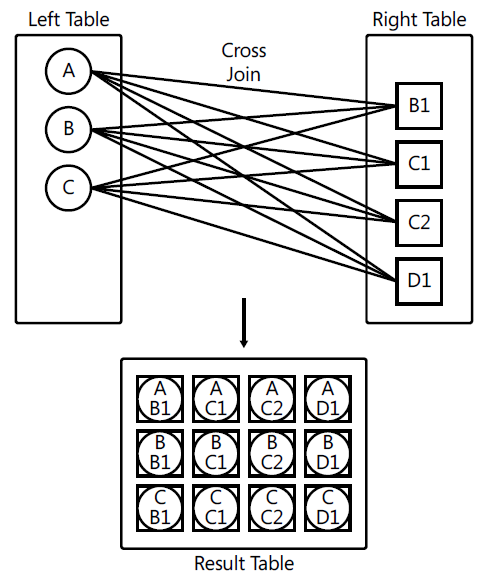 Left Table
Right Table
Cross
Join
A
B
C
B1
C1
C2
D1
A A A A
B1 C1 C2 D1
B B B B
B1 C1 C2 D1
C C C C
B1 C1 C2 D1
Result Table